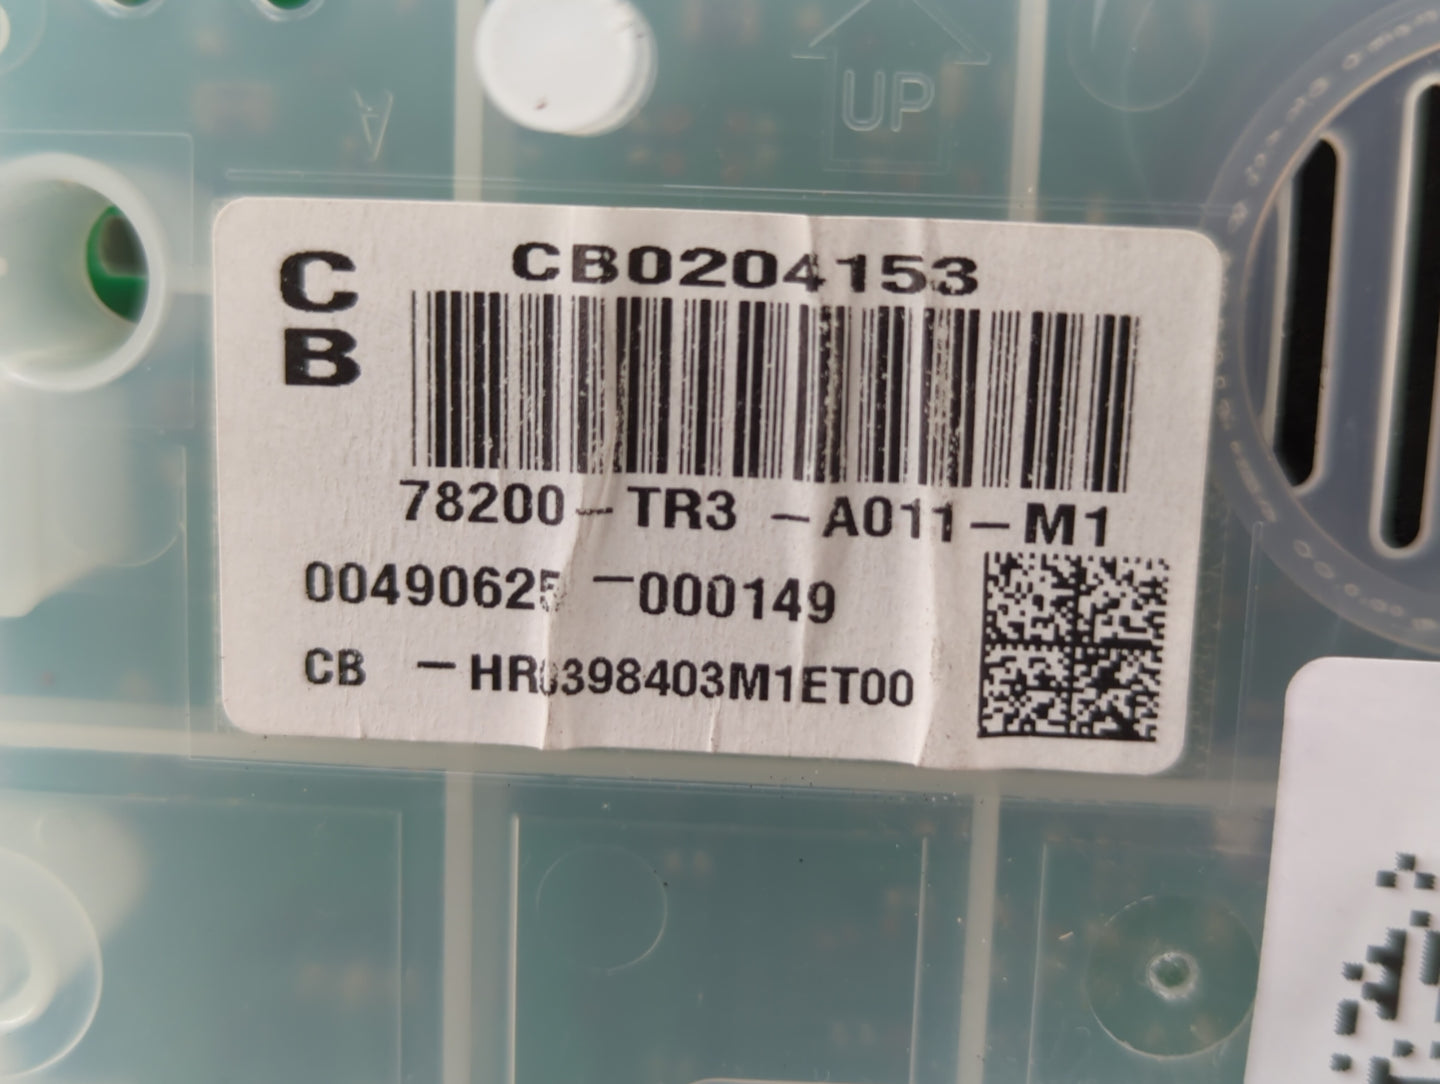 A
UP
C
B
CB0204153
78200-TR3-A011-M1
00490625-000149
CB -HR0398403M1ET00